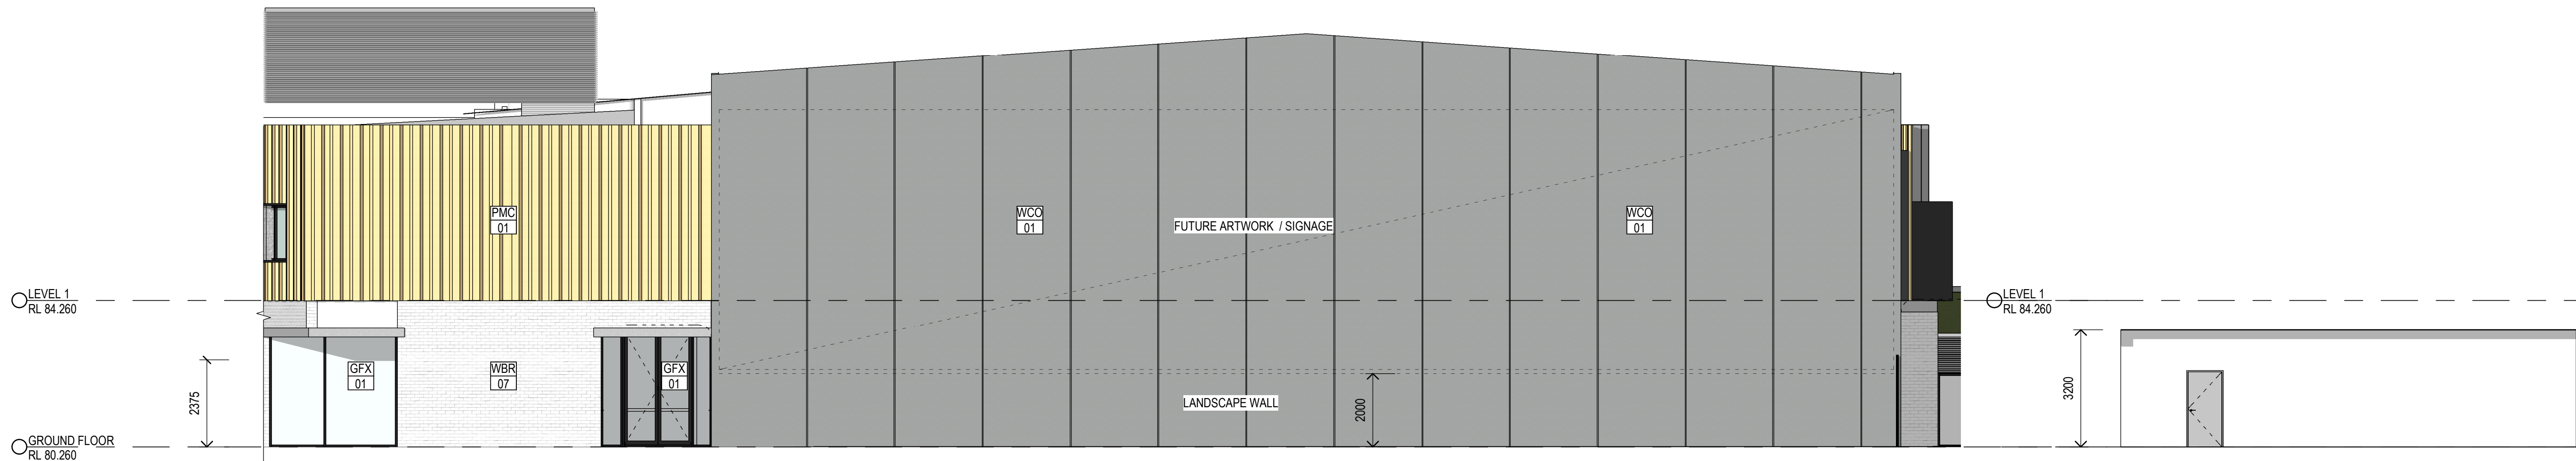 PMC
01
WCO
01
FUTURE ARTWORK / SIGNAGE
WCO
01
LEVEL 1
RL 84.260
LEVEL 1
RL 84.260
GFX
01
WBR
07
GFX
01
2375
LANDSCAPE WALL
2000
3200
GROUND FLOOR
RL 80.260